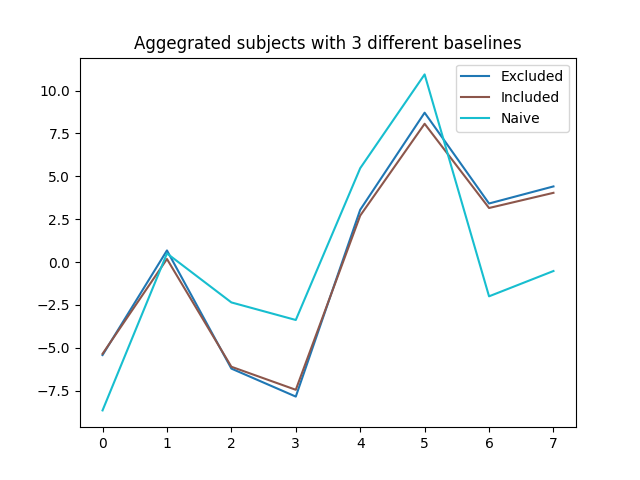 Aggegrated subjects with 3 different baselines
Excluded
Included
Naive
10.0
7.5
5.0
2.5
0.0
−2.5
−5.0
−7.5
0 1 2 3 4 5 6 7